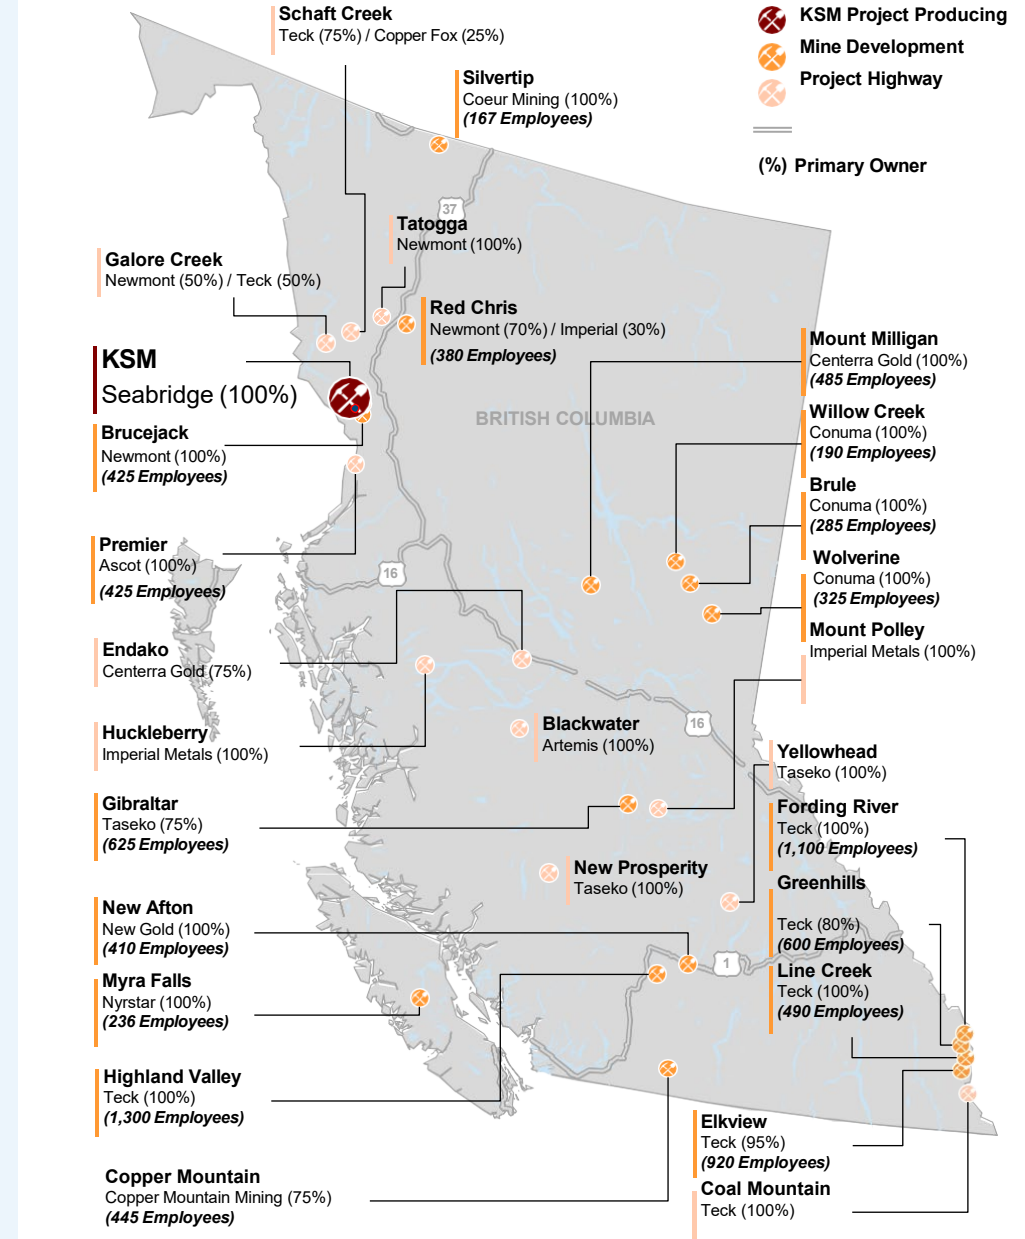 Schaft Creek
Teck (75%) / Copper Fox (25%)
KSM Project Producing
Mine Development
Project Highway
(%) Primary Owner
Silvertip
Coeur Mining (100%)
(167 Employees)
37
Tatogga
Newmont (100%)
Galore Creek
Newmont (50%) / Teck (50%)
Red Chris
Newmont (70%) / Imperial (30%)
(380 Employees)
KSM
Seabridge (100%)
BRITISH COLUMBIA
Brucejack
Newmont (100%)
(425 Employees)
Mount Milligan
Centerra Gold (100%)
(485 Employees)
Willow Creek
Conuma (100%)
(190 Employees)
Brule
Conuma (100%)
(285 Employees)
Premier
Ascot (100%)
(425 Employees)
16
Wolverine
Conuma (100%)
(325 Employees)
Mount Polley
Imperial Metals (100%)
Endako
Centerra Gold (75%)
Huckleberry
Imperial Metals (100%)
Blackwater
Artemis (100%)
16
Yellowhead
Taseko (100%)
Gibraltar
Taseko (75%)
(625 Employees)
Fording River
Teck (100%)
(1,100 Employees)
New Prosperity
Taseko (100%)
Greenhills
Teck (80%)
(600 Employees)
New Afton
New Gold (100%)
(410 Employees)
1
Line Creek
Teck (100%)
(490 Employees)
Myra Falls
Nyrstar (100%)
(236 Employees)
Highland Valley
Teck (100%)
(1,300 Employees)
Elkview
Teck (95%)
(920 Employees)
Copper Mountain
Copper Mountain Mining (75%)
(445 Employees)
Coal Mountain
Teck (100%)